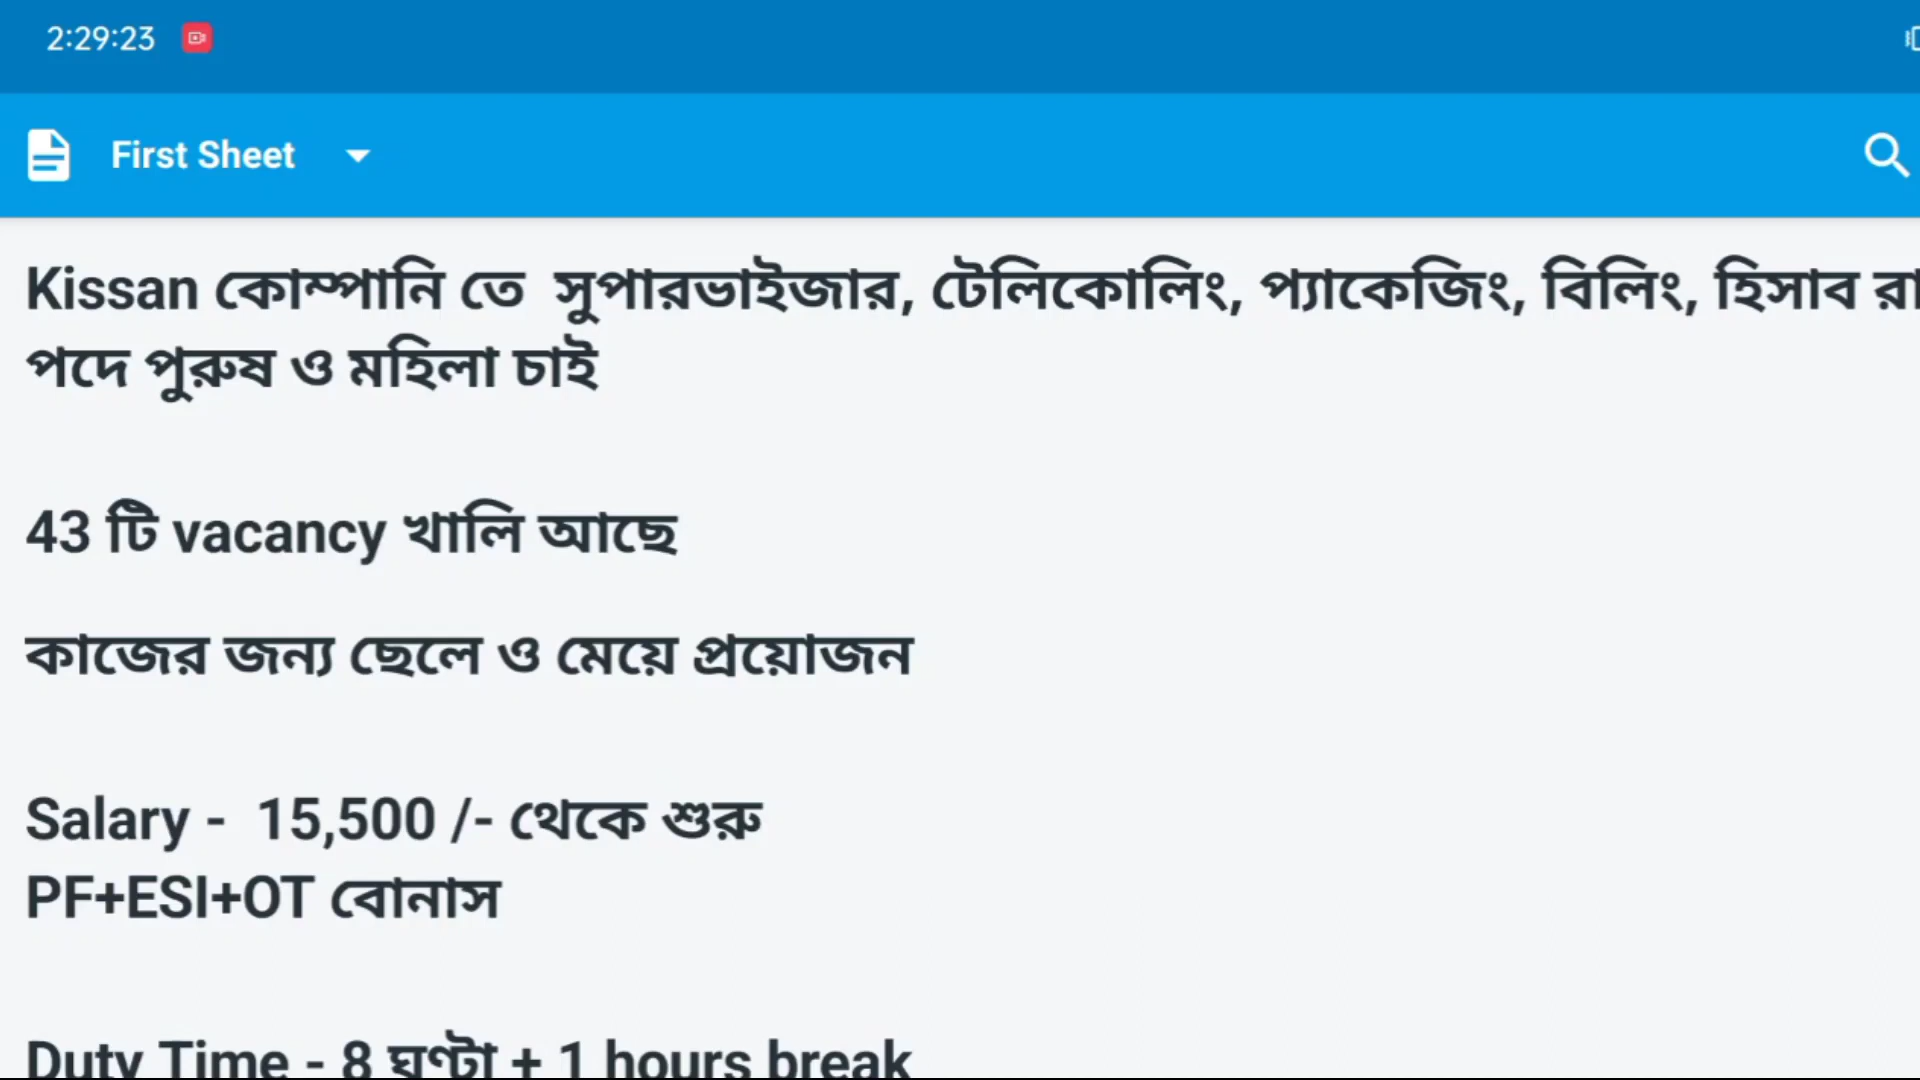 2:29:23
First Sheet
Kissan কোম্পানি তে সুপারভাইজার, টেলিকোলিং, প্যাকেজিং, বিলিং, হিসাব
পদে পুরুষ ও মহিলা চাই
43 টি vacancy খালি আছে
কাজের জন্য ছেলে ও মেয়ে প্রয়োজন
Salary - 15,500 /- থেকে শুরু
PF+ESI+OT বোনাস
Duty Time - 8 ঘণ্টা + 1 hours break